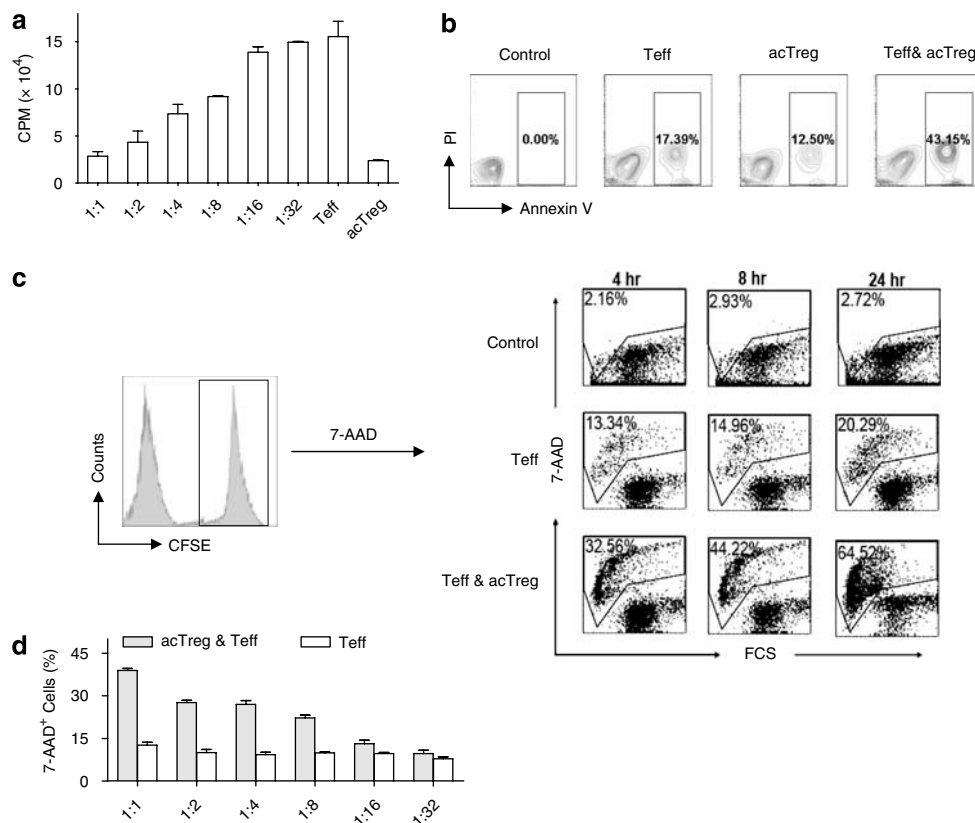 a
CPM (× 10⁴)
15
10
5
0
1:1 1:2 1:4 1:8 1:16 1:32 Teff acTreg
b
Control Teff acTreg Teff& acTreg
PI
0.00% 17.39% 12.50% 43.15%
Annexin V
c
Counts
CFSE
7-AAD
4 hr 8 hr 24 hr
Control
2.16% 2.93% 2.72%
7-AAD
Teff
13.34% 14.96% 20.29%
Teff & acTreg
32.56% 44.22% 64.52%
FCS
d
acTreg & Teff Teff
7-AAD⁺ Cells (%)
45
30
15
0
1:1 1:2 1:4 1:8 1:16 1:32